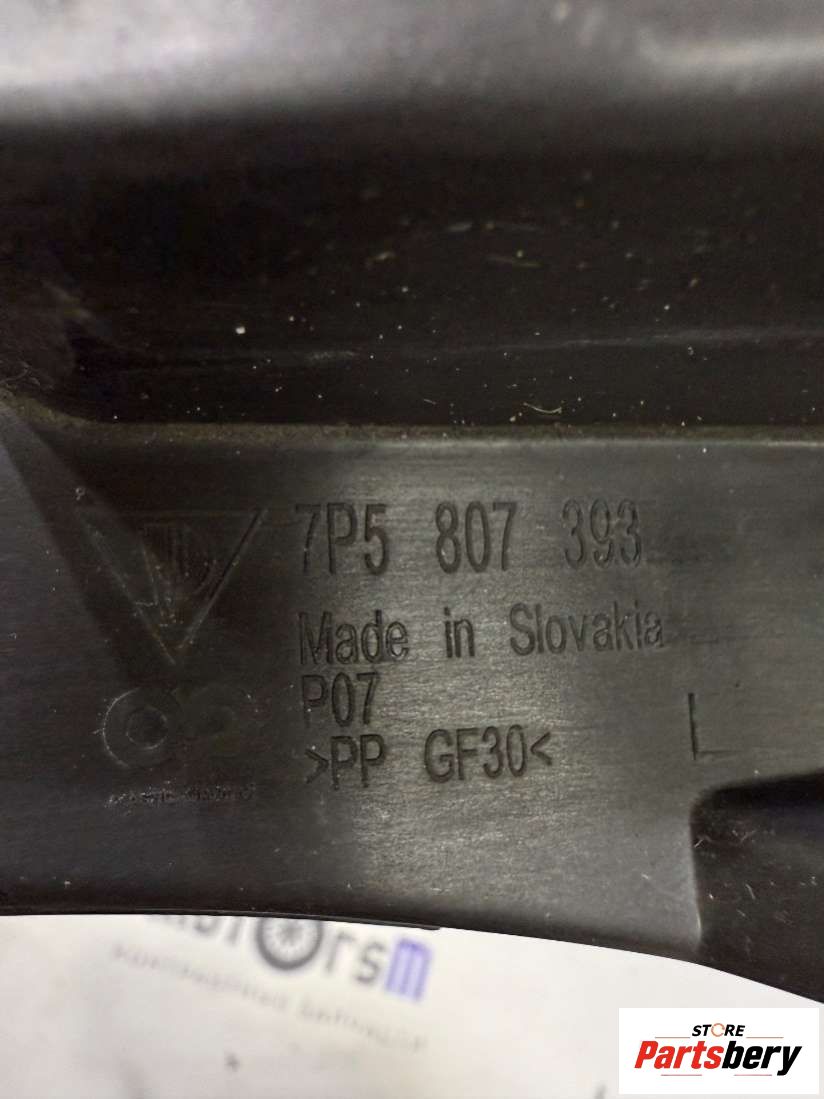 7P5 807 393
Made in Slovakia
P07
>PP GF30<
L
STORE
Partsbery